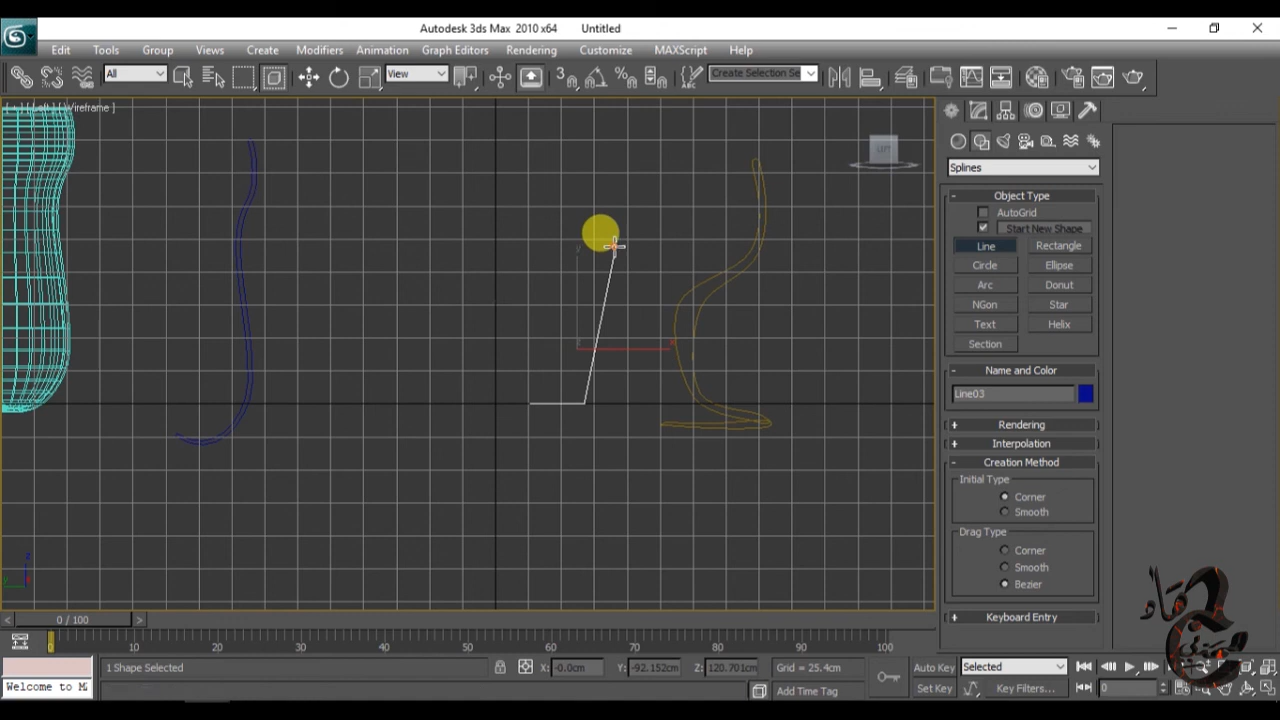 Autodesk 3ds Max 2010 x64 Untitled
Edit Tools Group Views Create Modifiers Animation Graph Editors Rendering Customize MAXScript Help
All View Create Selection Se
LEFT
Splines
Object Type
AutoGrid
Start New Shape
Line Rectangle
Circle Ellipse
Arc Donut
NGon Star
Text Helix
Section
Name and Color
Line03
Rendering
Interpolation
Creation Method
Initial Type
Corner
Smooth
Drag Type
Corner
Smooth
Bezier
Keyboard Entry
0 / 100
0 10 20 30 40 50 60 70 80 90 100
1 Shape Selected X: -0.0cm Y: -92.152cm Z: 120.701cm Grid = 25.4cm Auto Key Selected
Welcome to M Add Time Tag Set Key Key Filters... 0